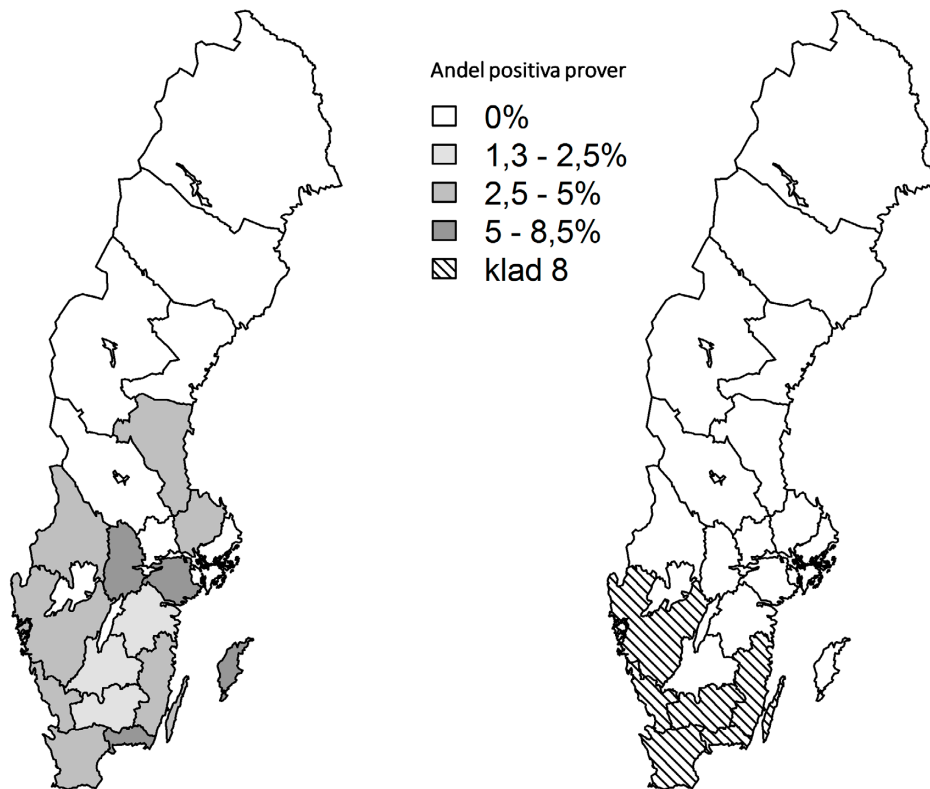 Andel positiva prover
0%
1,3 - 2,5%
2,5 - 5%
5 - 8,5%
klad 8